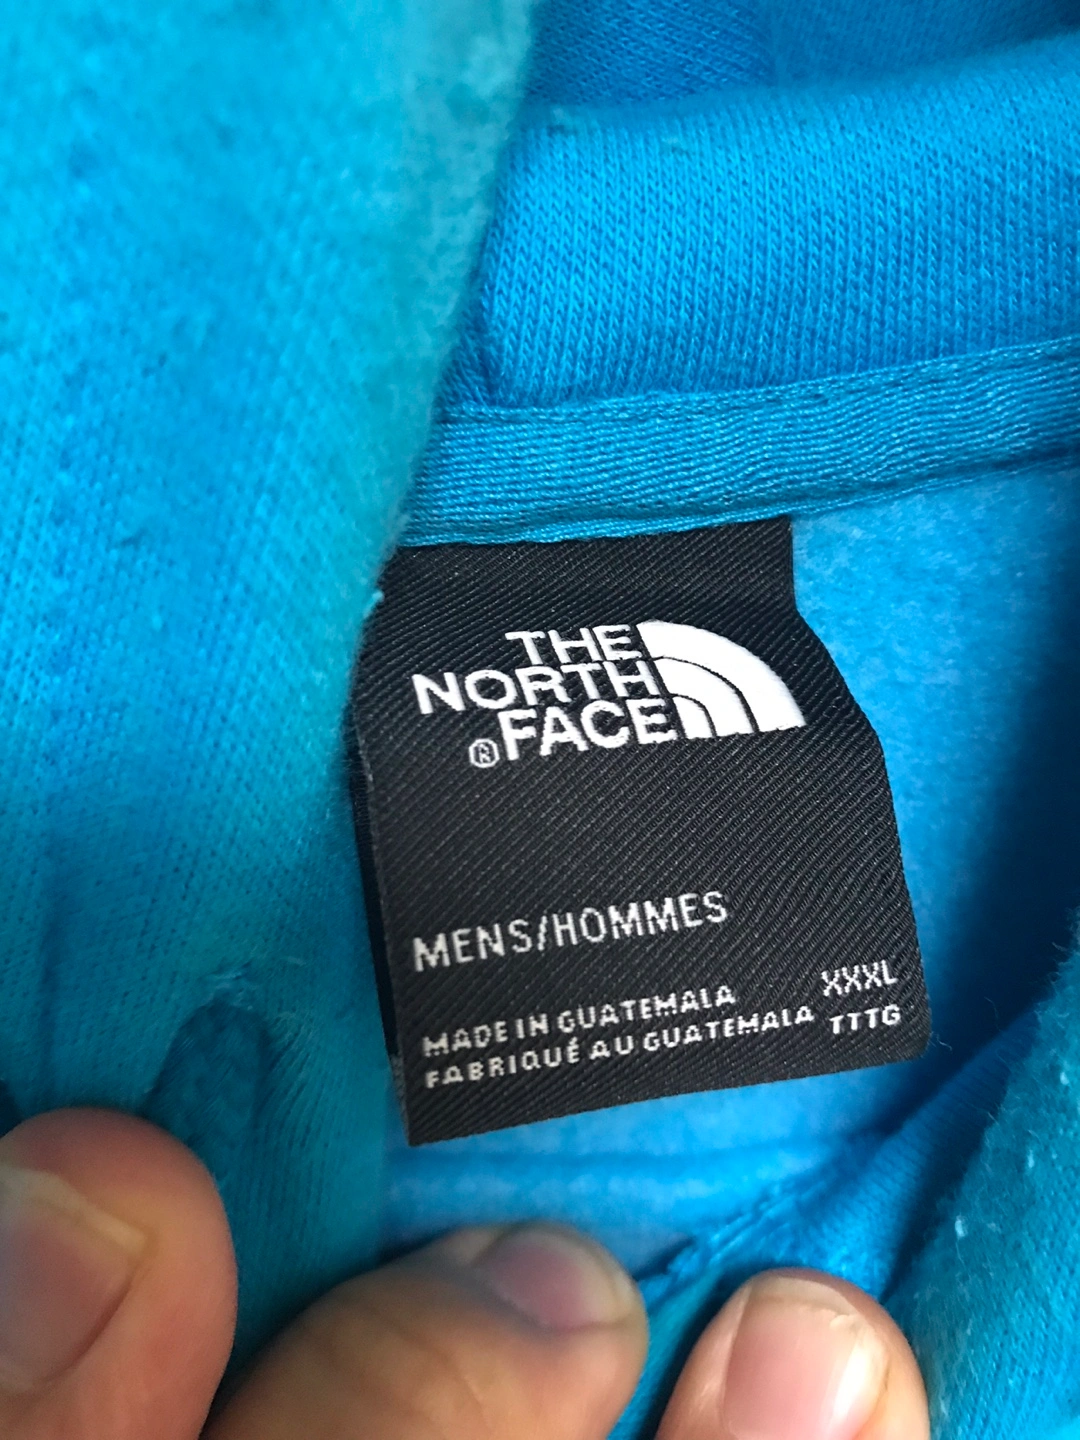 THE
NORTH
®FACE
MENS/HOMMES
MADE IN GUATEMALA XXXL
FABRIQUÉ AU GUATEMALA TTTG